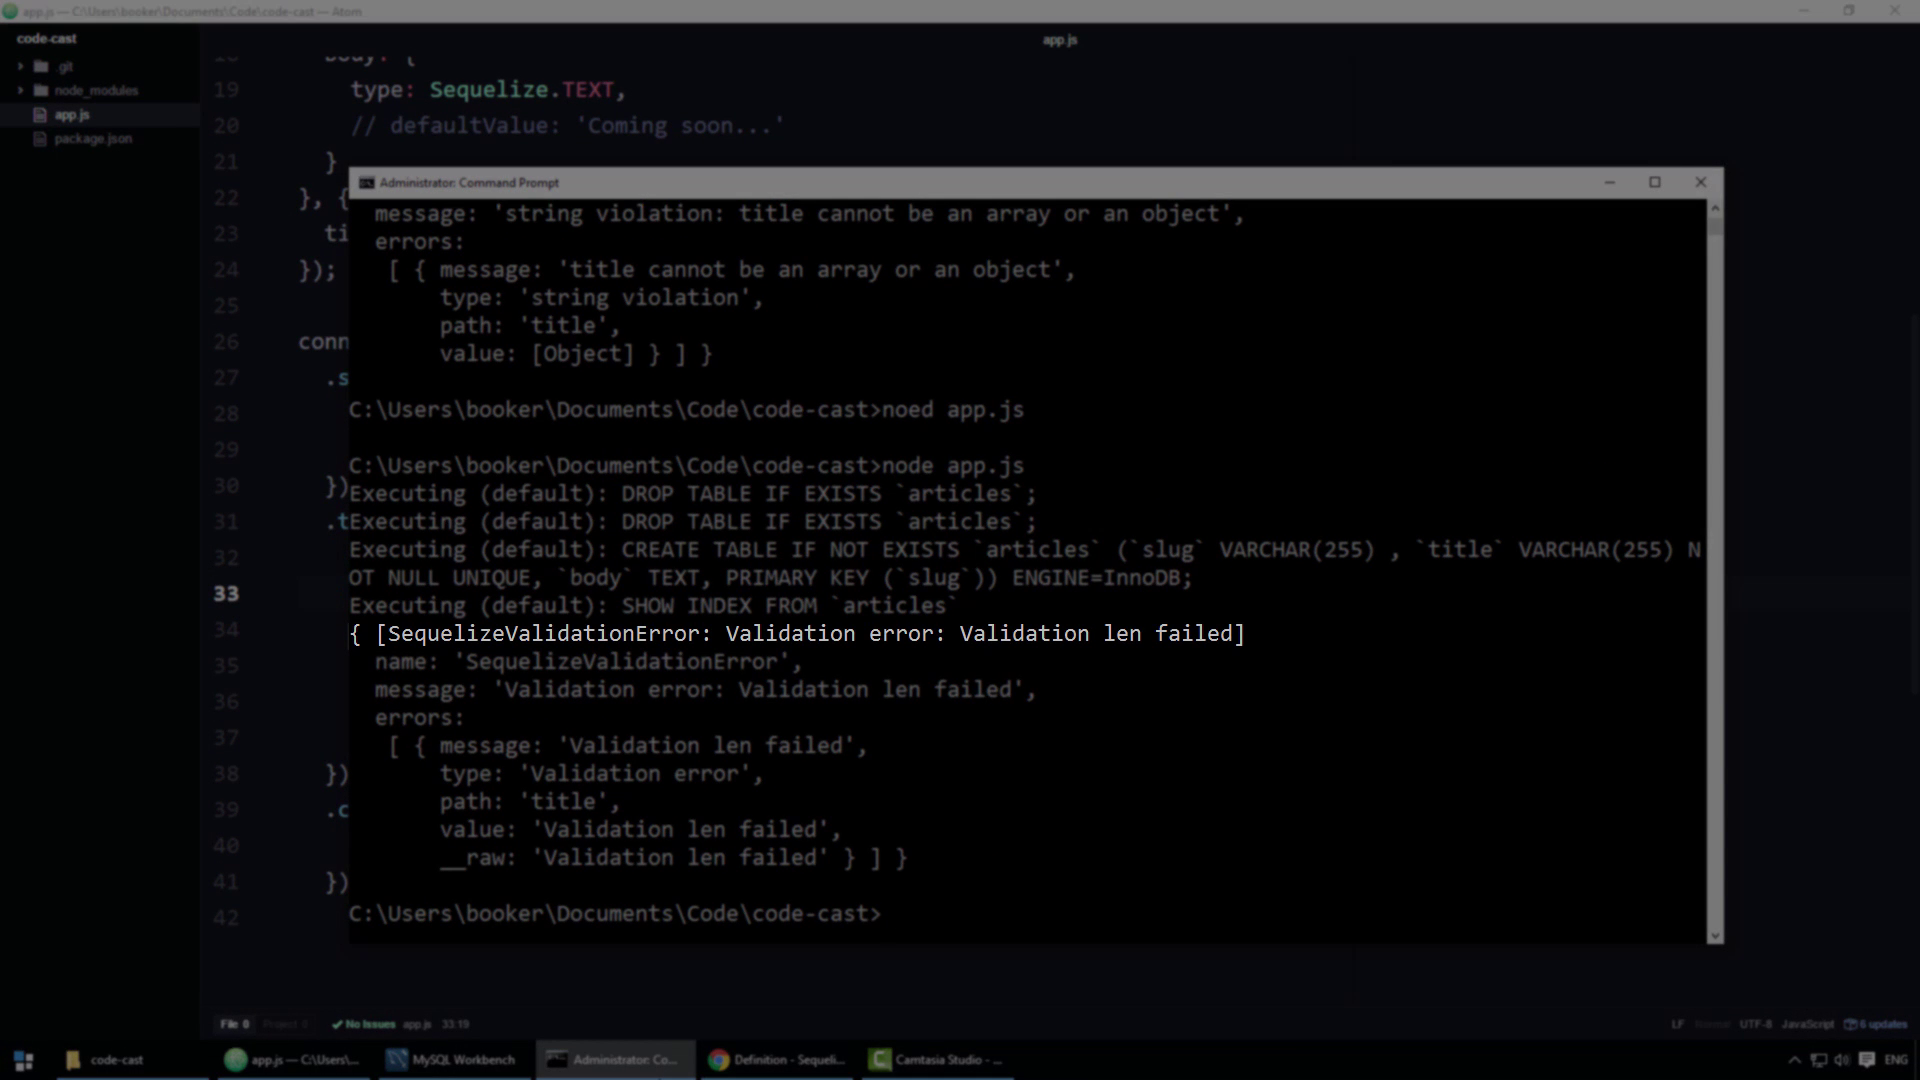 app.js — C:\Users\booker\Documents\Code\code-cast — Atom
code-cast
app.js
.git
node_modules
app.js
package.json
body: {
19 type: Sequelize.TEXT,
20 // defaultValue: 'Coming soon...'
21 }
22 }, {
23 ti
24 });
25
26 conn
27 .s
28
29
30 })
31 .t
32
33
34
35
36
37
38 })
39 .c
40
41 })
42
Administrator: Command Prompt
message: 'string violation: title cannot be an array or an object',
errors:
[ { message: 'title cannot be an array or an object',
type: 'string violation',
path: 'title',
value: [Object] } ] }
C:\Users\booker\Documents\Code\code-cast>noed app.js
C:\Users\booker\Documents\Code\code-cast>node app.js
Executing (default): DROP TABLE IF EXISTS `articles`;
Executing (default): DROP TABLE IF EXISTS `articles`;
Executing (default): CREATE TABLE IF NOT EXISTS `articles` (`slug` VARCHAR(255) , `title` VARCHAR(255) N
OT NULL UNIQUE, `body` TEXT, PRIMARY KEY (`slug`)) ENGINE=InnoDB;
Executing (default): SHOW INDEX FROM `articles`
{ [SequelizeValidationError: Validation error: Validation len failed]
name: 'SequelizeValidationError',
message: 'Validation error: Validation len failed',
errors:
[ { message: 'Validation len failed',
type: 'Validation error',
path: 'title',
value: 'Validation len failed',
__raw: 'Validation len failed' } ] }
C:\Users\booker\Documents\Code\code-cast>
File 0 Project 0 No Issues app.js 33:19
LF UTF-8 JavaScript 6 updates
code-cast
app.js — C:\Users\...
MySQL Workbench
Administrator: Co...
Definition - Sequeli...
Camtasia Studio - ...
ENG